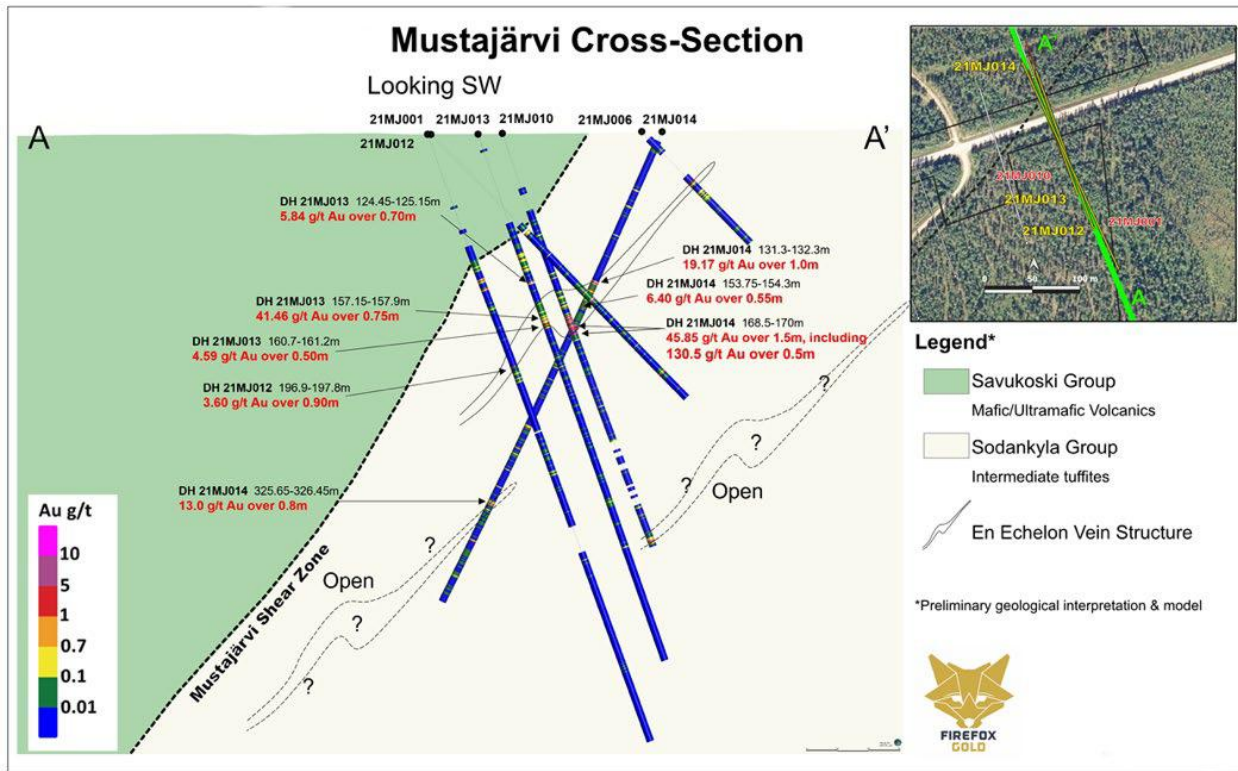 Mustajärvi Cross-Section
Looking SW
A
A'
21MJ001
21MJ013
21MJ010
21MJ006
21MJ014
21MJ012
DH 21MJ013 124.45-125.15m
5.84 g/t Au over 0.70m
DH 21MJ013 157.15-157.9m
41.46 g/t Au over 0.75m
DH 21MJ013 160.7-161.2m
4.59 g/t Au over 0.50m
DH 21MJ012 196.9-197.8m
3.60 g/t Au over 0.90m
DH 21MJ014 325.65-326.45m
13.0 g/t Au over 0.8m
DH 21MJ014 131.3-132.3m
19.17 g/t Au over 1.0m
DH 21MJ014 153.75-154.3m
6.40 g/t Au over 0.55m
DH 21MJ014 168.5-170m
45.85 g/t Au over 1.5m, including
130.5 g/t Au over 0.5m
?
?
?
Open
?
?
?
Open
Mustajärvi Shear Zone
Au g/t
10
5
1
0.7
0.1
0.01
A'
21MJ014
21MJ010
21MJ013
21MJ012
21MJ001
A
0 50 100 m
A
Legend*
Savukoski Group
Mafic/Ultramafic Volcanics
Sodankyla Group
Intermediate tuffites
En Echelon Vein Structure
*Preliminary geological interpretation & model
FIREFOX
GOLD